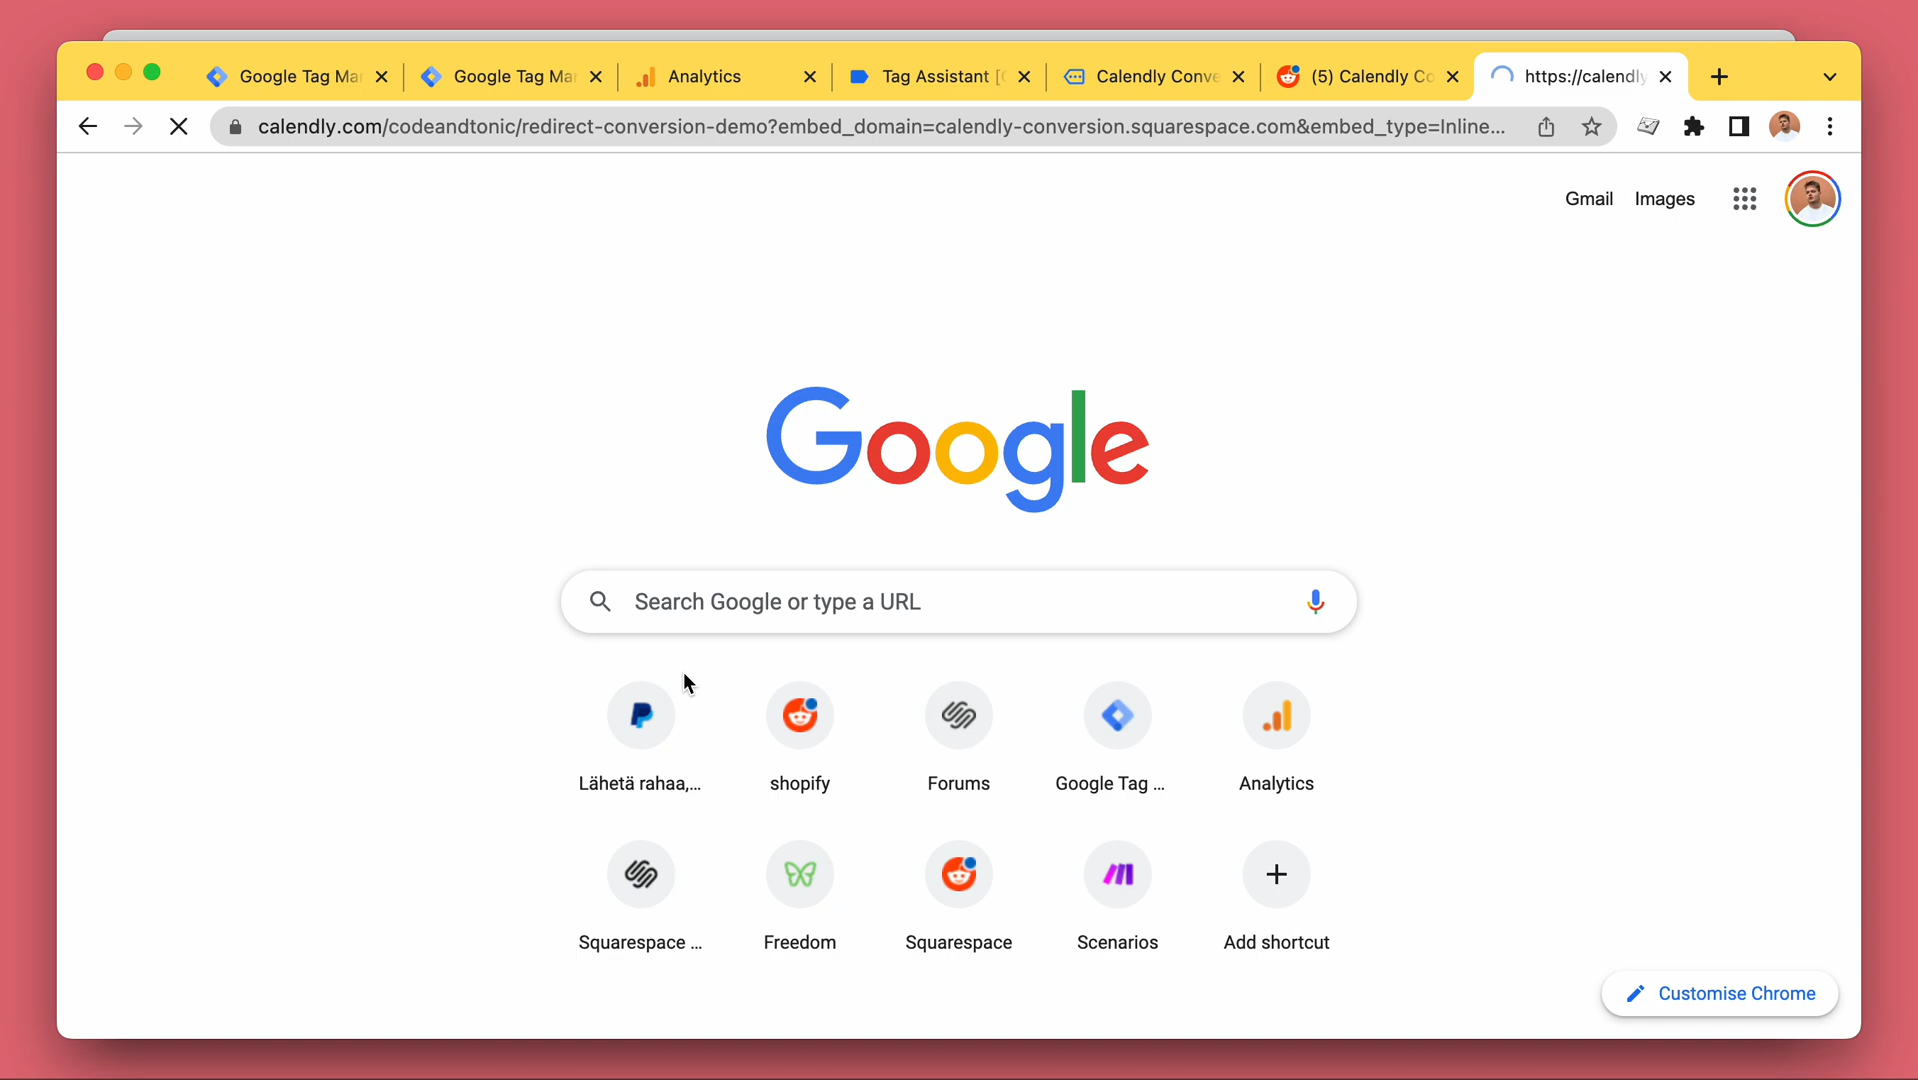 Google Tag Ma
Google Tag Ma
Analytics
Tag Assistant [
Calendly Conve
(5) Calendly Co
https://calendly
calendly.com/codeandtonic/redirect-conversion-demo?embed_domain=calendly-conversion.squarespace.com&embed_type=Inline...
Gmail
Images
Google
Search Google or type a URL
Lähetä rahaa,...
shopify
Forums
Google Tag ...
Analytics
Squarespace ...
Freedom
Squarespace
Scenarios
Add shortcut
Customise Chrome